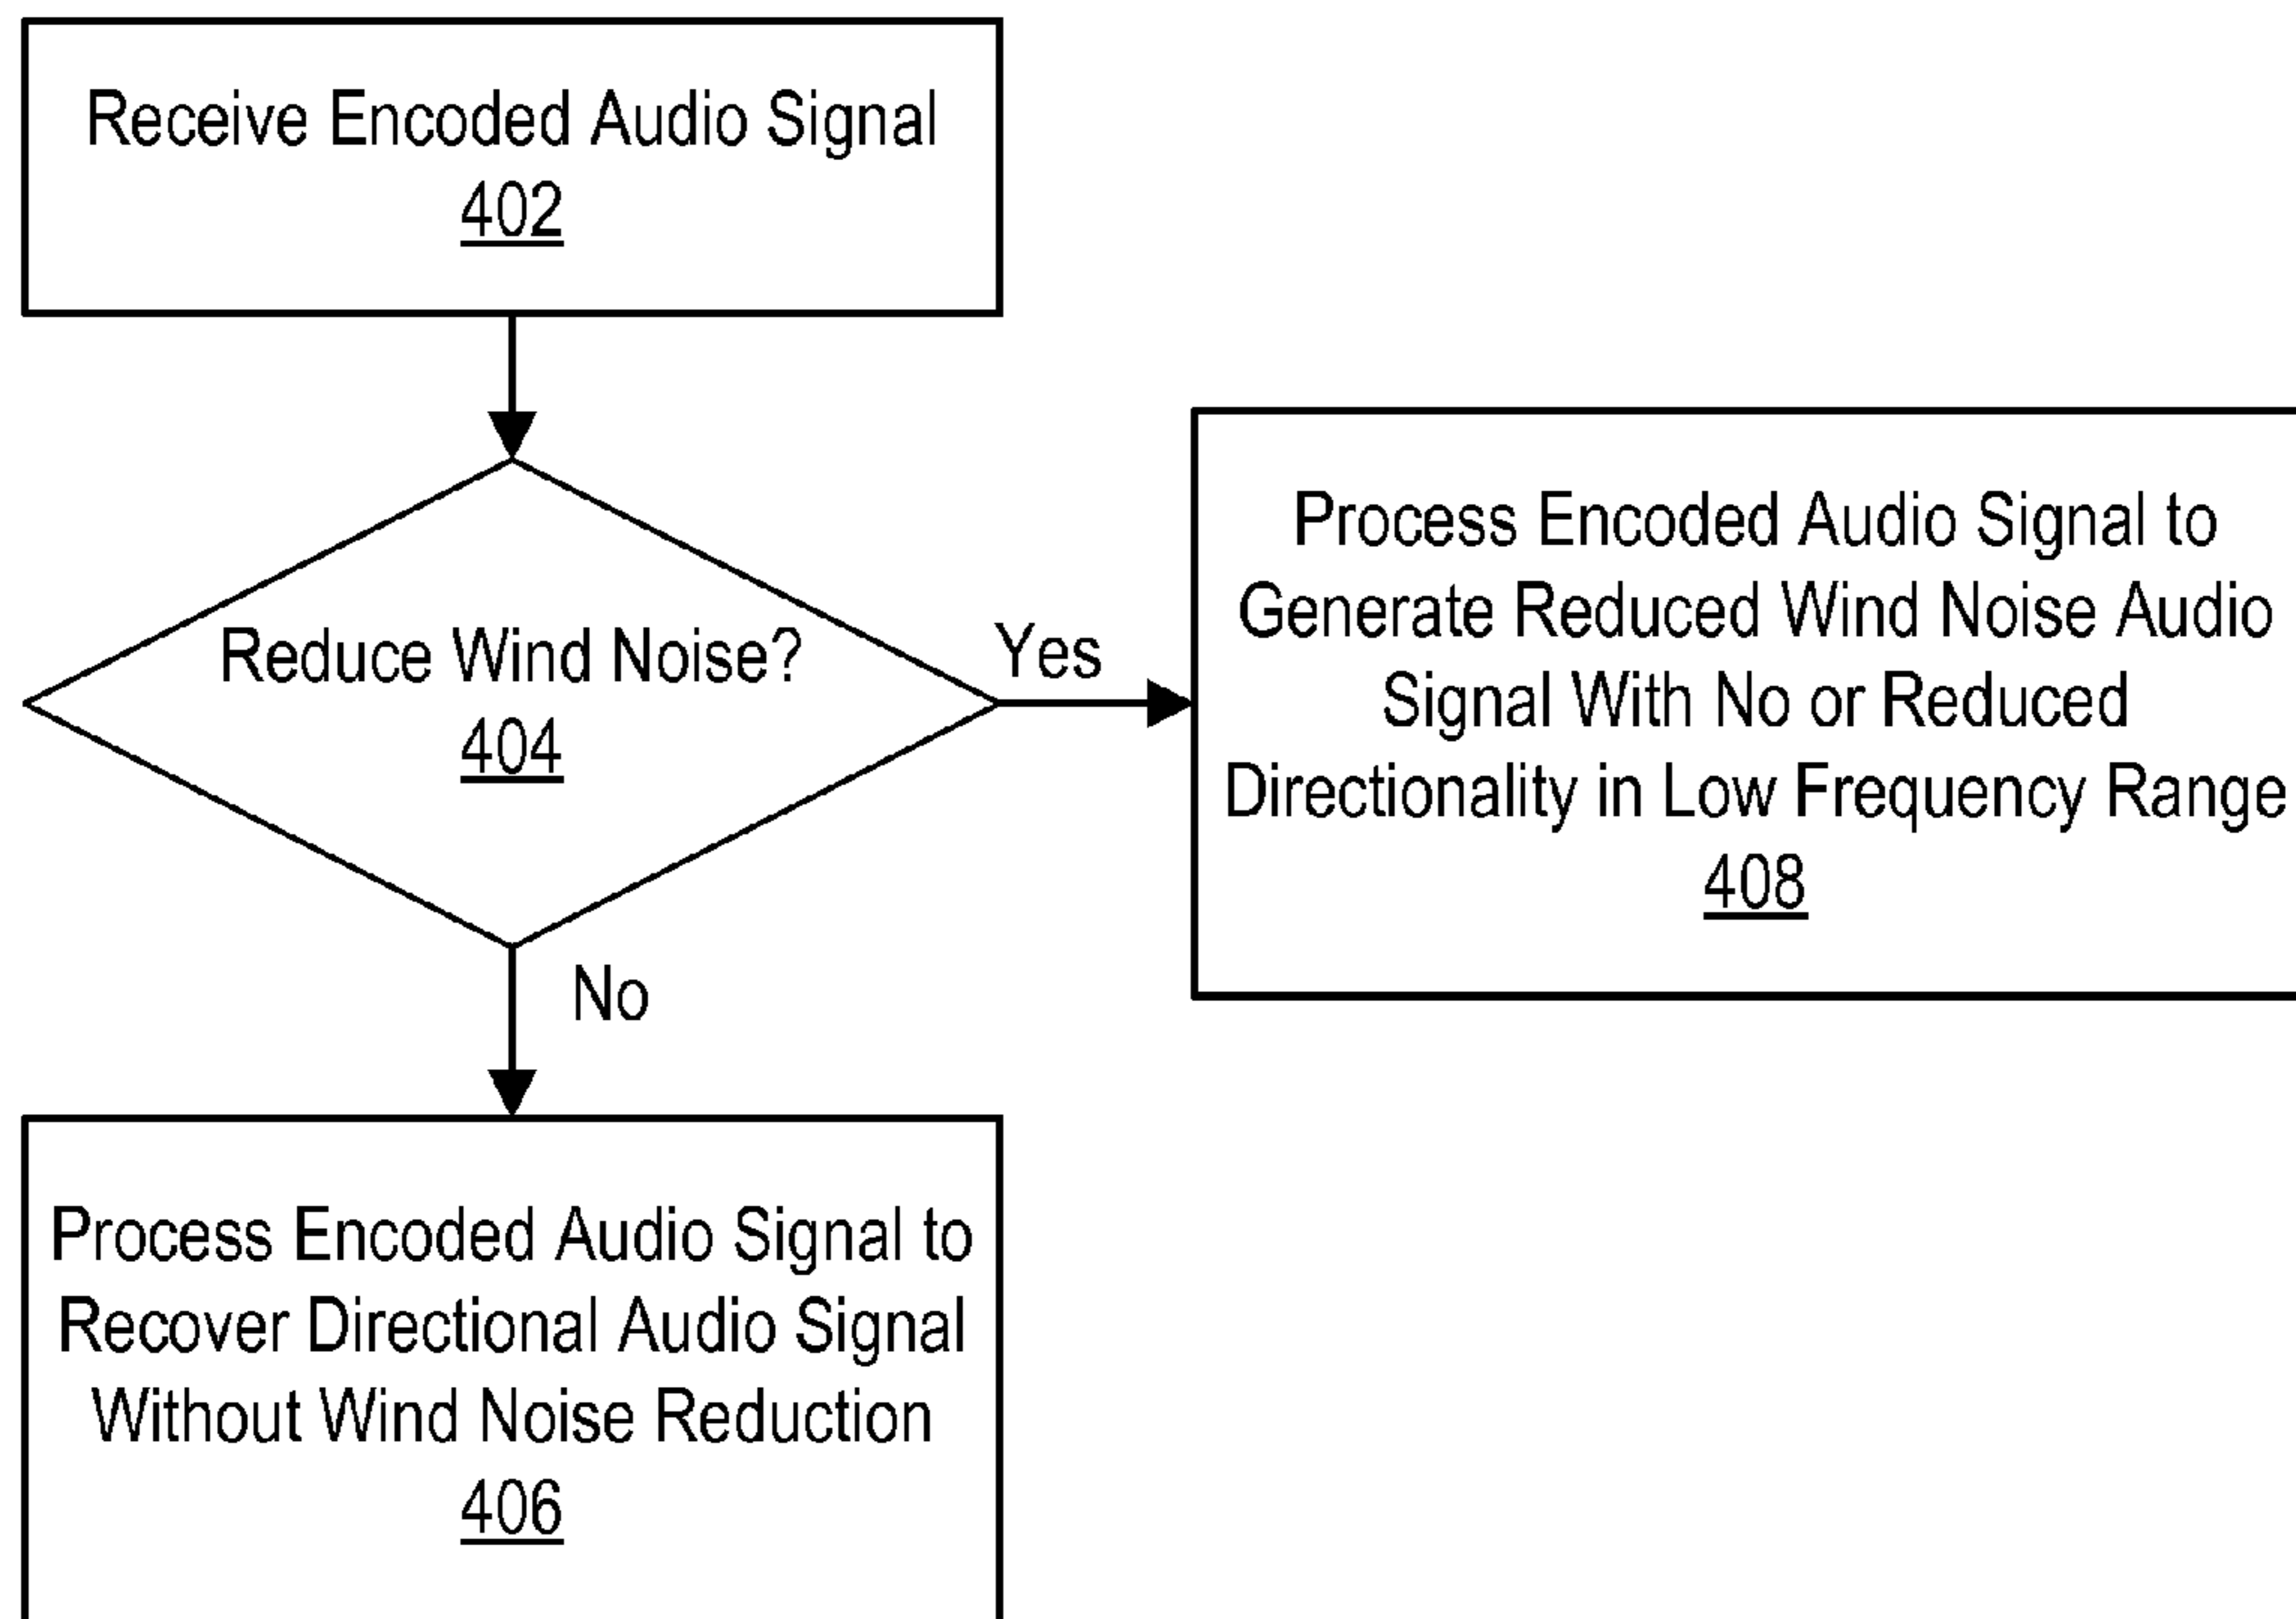 Receive Encoded Audio Signal
402
Reduce Wind Noise?
404
Yes
Process Encoded Audio Signal to
Generate Reduced Wind Noise Audio
Signal With No or Reduced
Directionality in Low Frequency Range
408
No
Process Encoded Audio Signal to
Recover Directional Audio Signal
Without Wind Noise Reduction
406